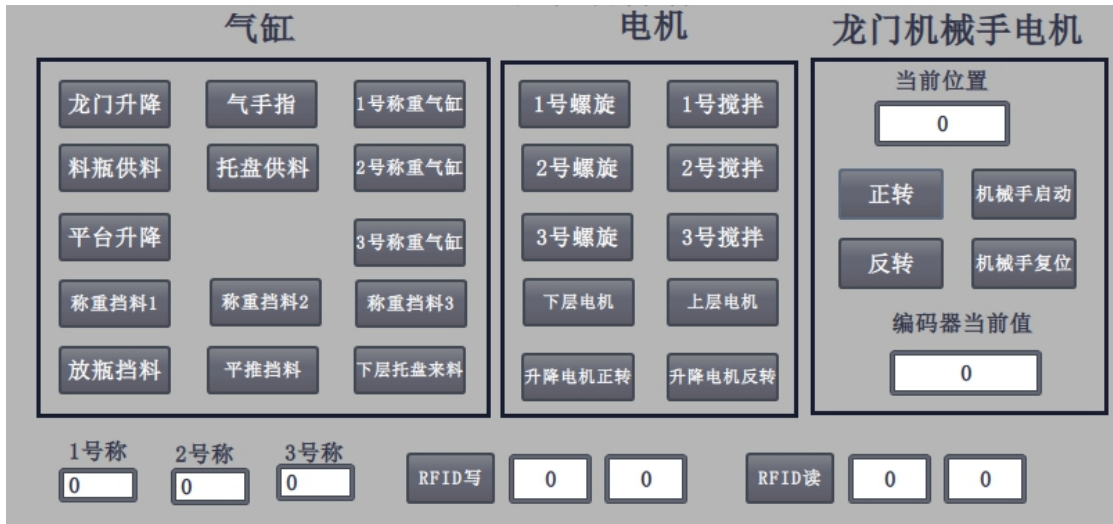 气缸 电机 龙门机械手电机
龙门升降 气手指 1号称重气缸
料瓶供料 托盘供料 2号称重气缸
平台升降 3号称重气缸
称重挡料1 称重挡料2 称重挡料3
放瓶挡料 平推挡料 下层托盘来料
1号螺旋 1号搅拌
2号螺旋 2号搅拌
3号螺旋 3号搅拌
下层电机 上层电机
升降电机正转 升降电机反转
当前位置
0
正转 机械手启动
反转 机械手复位
编码器当前值
0
1号称 2号称 3号称
0 0 0
RFID写 0 0 RFID读 0 0